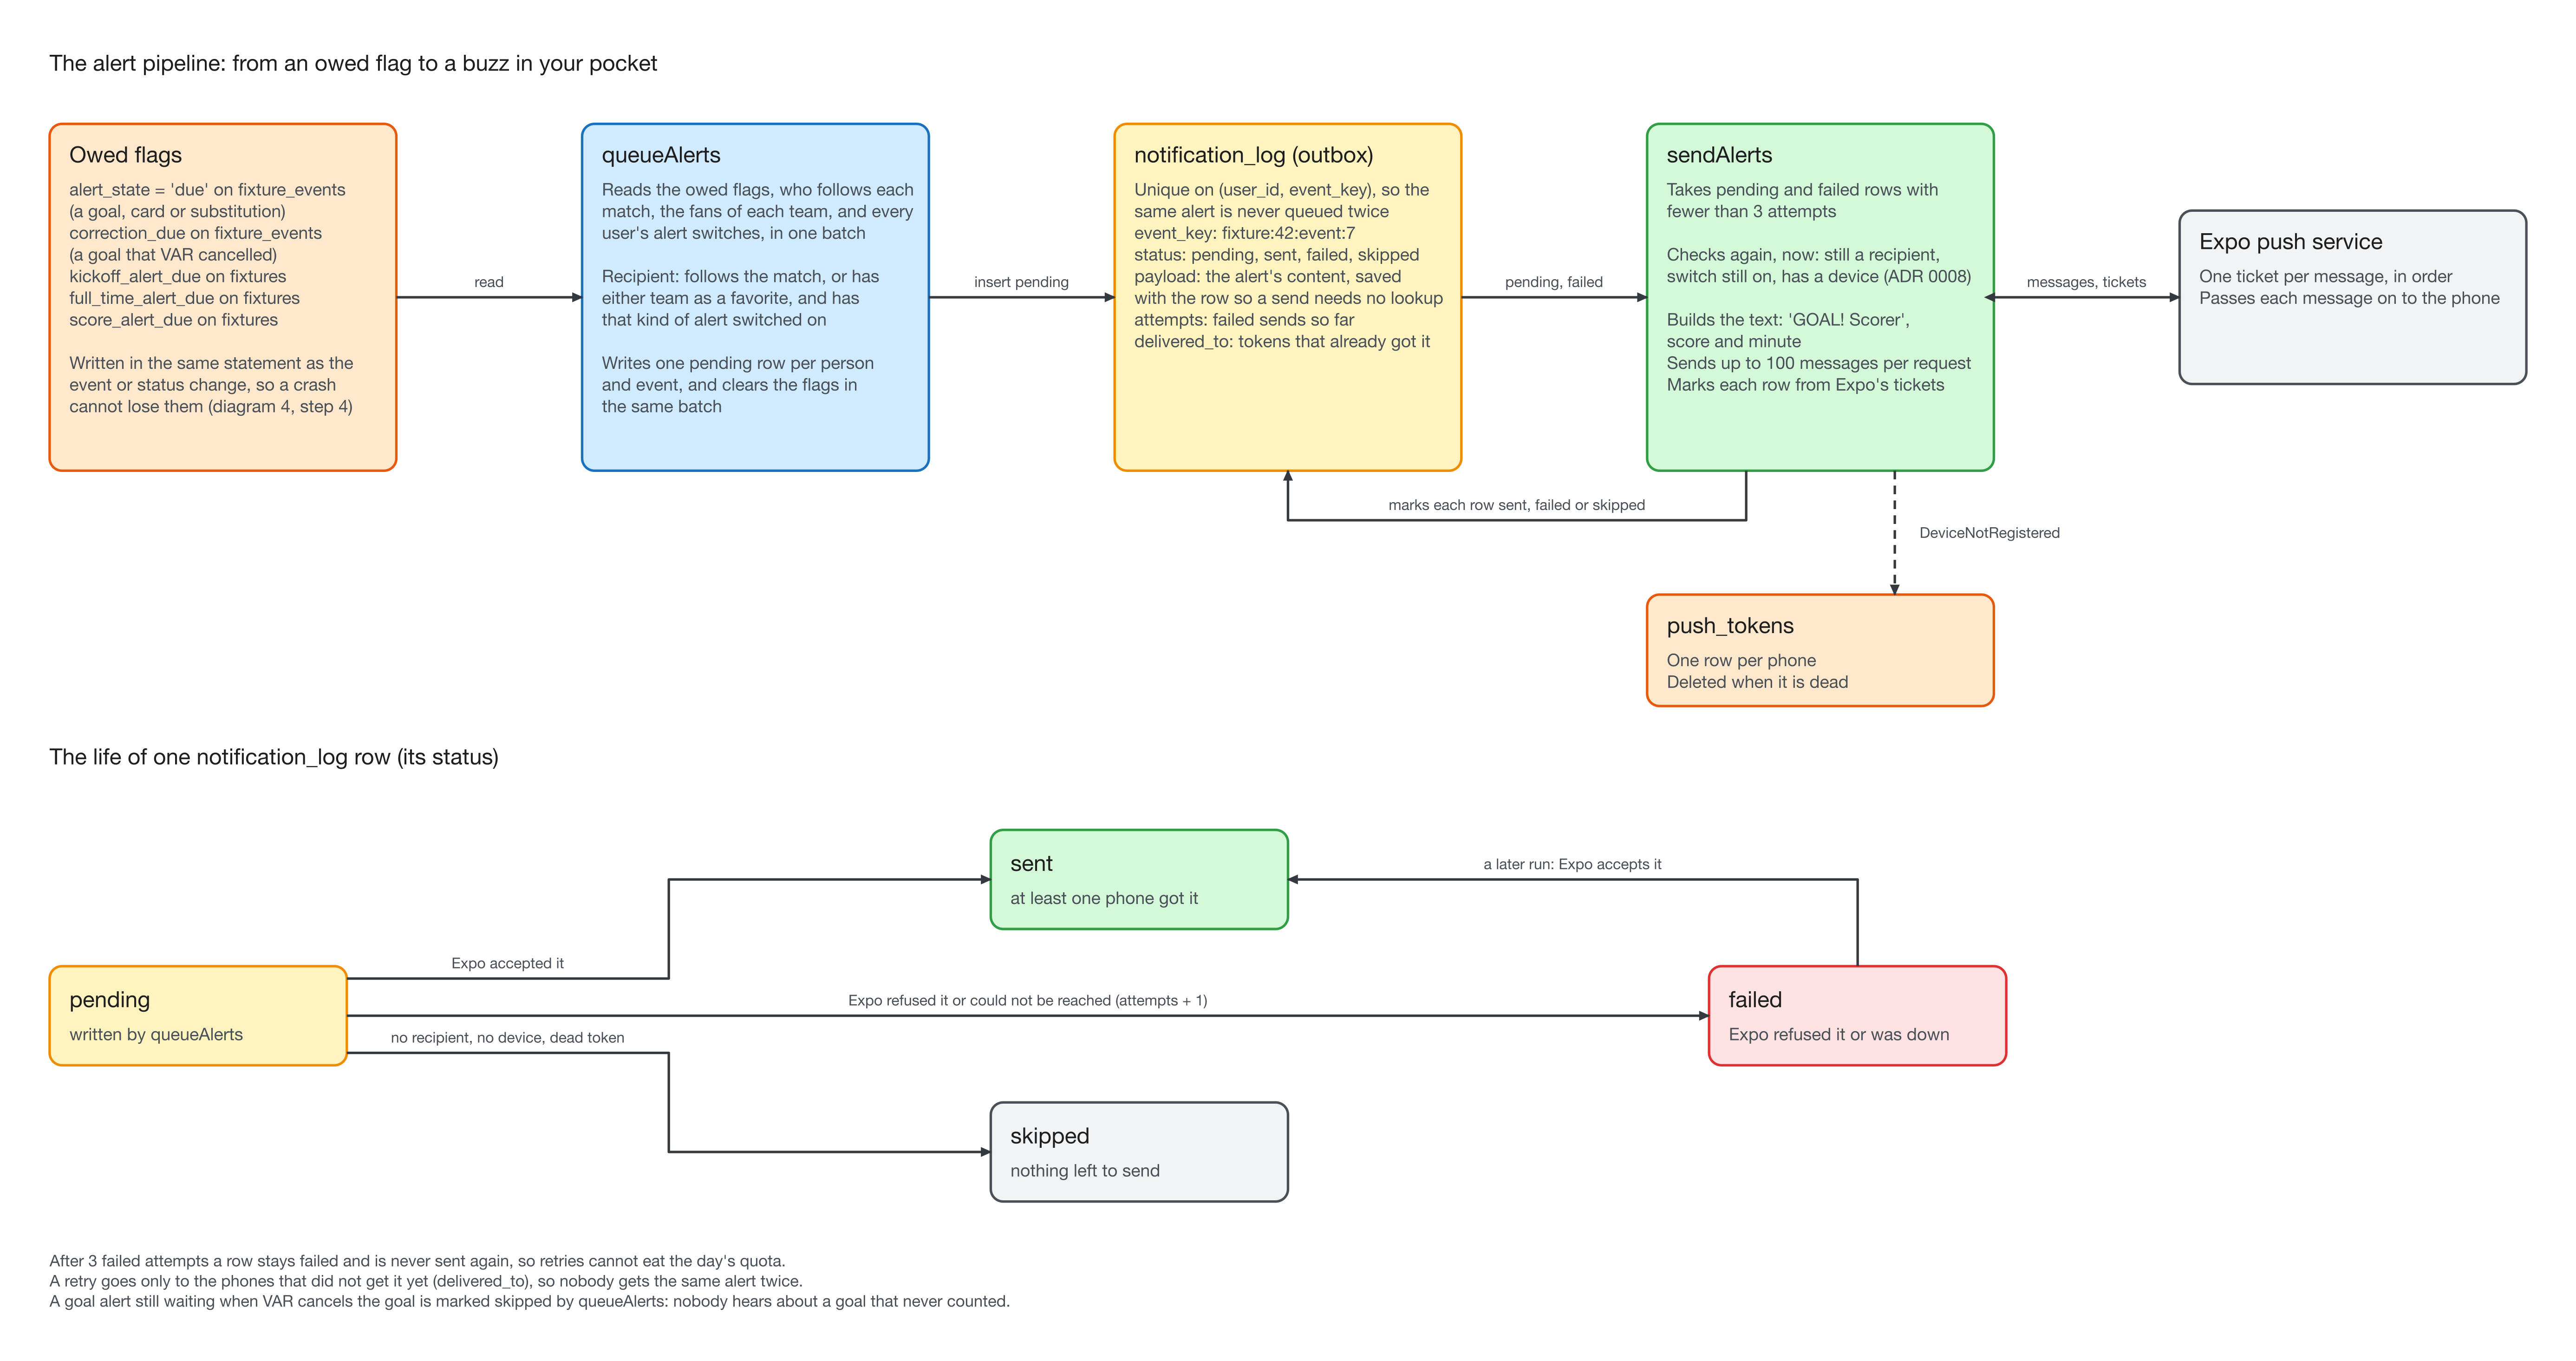 The alert pipeline: from an owed flag to a buzz in your pocket
Owed flags
alert_state = 'due' on fixture_events
(a goal, card or substitution)
correction_due on fixture_events
(a goal that VAR cancelled)
kickoff_alert_due on fixtures
full_time_alert_due on fixtures
score_alert_due on fixtures
Written in the same statement as the
event or status change, so a crash
cannot lose them (diagram 4, step 4)
read
queueAlerts
Reads the owed flags, who follows each
match, the fans of each team, and every
user's alert switches, in one batch
Recipient: follows the match, or has
either team as a favorite, and has
that kind of alert switched on
Writes one pending row per person
and event, and clears the flags in
the same batch
insert pending
notification_log (outbox)
Unique on (user_id, event_key), so the
same alert is never queued twice
event_key: fixture:42:event:7
status: pending, sent, failed, skipped
payload: the alert's content, saved
with the row so a send needs no lookup
attempts: failed sends so far
delivered_to: tokens that already got it
pending, failed
sendAlerts
Takes pending and failed rows with
fewer than 3 attempts
Checks again, now: still a recipient,
switch still on, has a device (ADR 0008)
Builds the text: 'GOAL! Scorer',
score and minute
Sends up to 100 messages per request
Marks each row from Expo's tickets
messages, tickets
Expo push service
One ticket per message, in order
Passes each message on to the phone
marks each row sent, failed or skipped
DeviceNotRegistered
push_tokens
One row per phone
Deleted when it is dead
The life of one notification_log row (its status)
sent
at least one phone got it
a later run: Expo accepts it
Expo accepted it
pending
written by queueAlerts
Expo refused it or could not be reached (attempts + 1)
failed
Expo refused it or was down
no recipient, no device, dead token
skipped
nothing left to send
After 3 failed attempts a row stays failed and is never sent again, so retries cannot eat the day's quota.
A retry goes only to the phones that did not get it yet (delivered_to), so nobody gets the same alert twice.
A goal alert still waiting when VAR cancels the goal is marked skipped by queueAlerts: nobody hears about a goal that never counted.